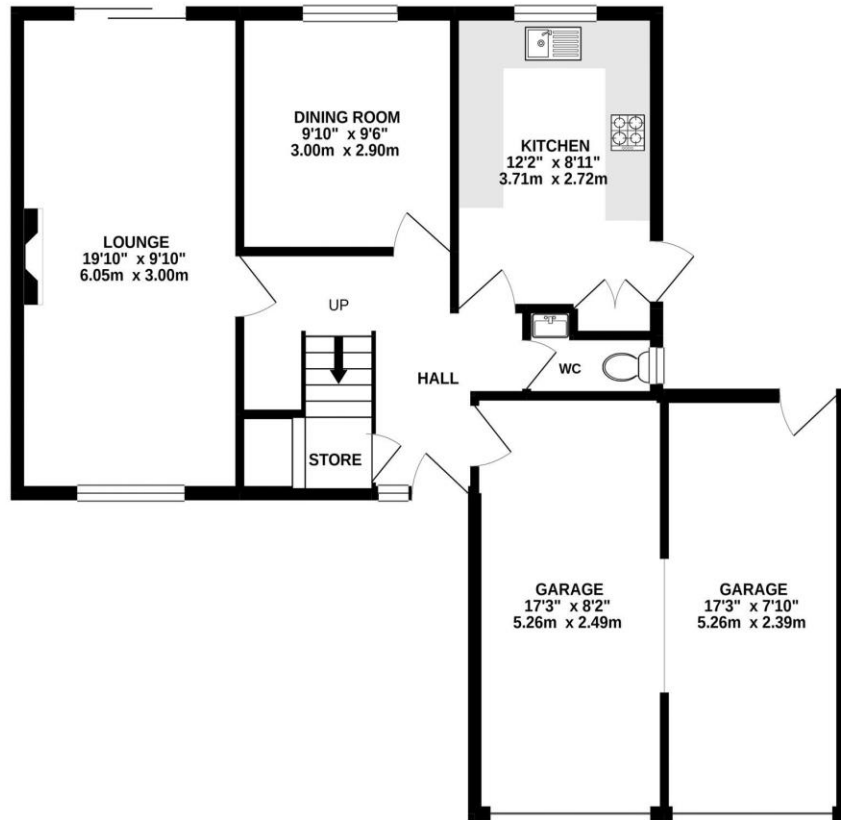 DINING ROOM
9'10" x 9'6"
3.00m x 2.90m
KITCHEN
12'2" x 8'11"
3.71m x 2.72m
LOUNGE
19'10" x 9'10"
6.05m x 3.00m
UP
HALL
WC
STORE
GARAGE
17'3" x 8'2"
5.26m x 2.49m
GARAGE
17'3" x 7'10"
5.26m x 2.39m